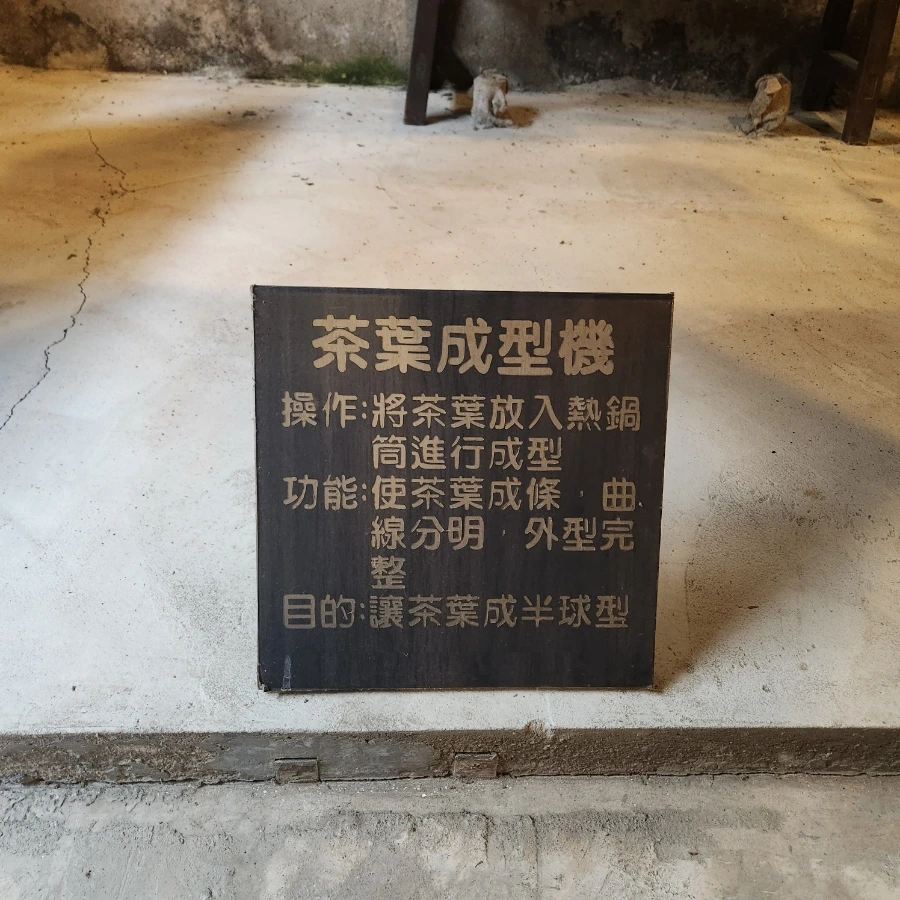 茶葉成型機
操作:將茶葉放入熱鍋
筒進行成型
功能:使茶葉成條，曲
線分明，外型完
整
目的:讓茶葉成半球型